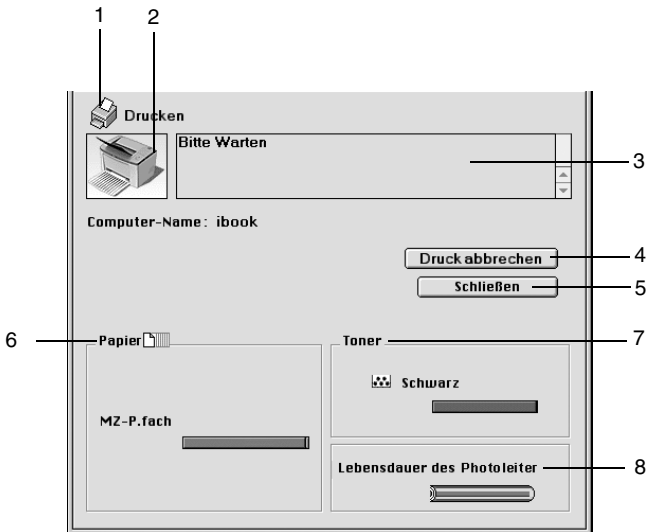 1 2
Drucken
Bitte Warten
3
Computer-Name: ibook
Druck abbrechen 4
Schließen 5
6 Papier Toner 7
Schwarz
MZ-P.fach
Lebensdauer des Photoleiter 8